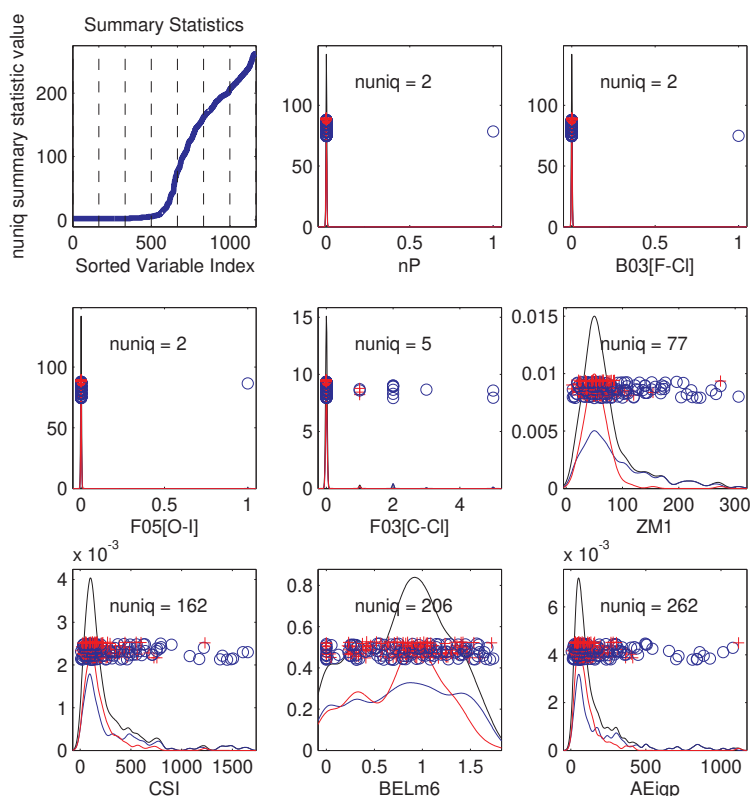 Summary Statistics
nuniq summary statistic value
200
100
0
0 500 1000
Sorted Variable Index
nuniq = 2
100
50
0
0 0.5 1
nP
nuniq = 2
100
50
0
0 0.5 1
B03[F-Cl]
nuniq = 2
100
50
0
0 0.5 1
F05[O-I]
nuniq = 5
15
10
5
0
0 2 4
F03[C-Cl]
nuniq = 77
0.015
0.01
0.005
0
0 100 200 300
ZM1
x 10⁻³
nuniq = 162
4
3
2
1
0
0 500 1000 1500
CSI
nuniq = 206
0.8
0.6
0.4
0.2
0
0 0.5 1 1.5
BELm6
x 10⁻³
nuniq = 262
8
6
4
2
0
0 500 1000
AEigp